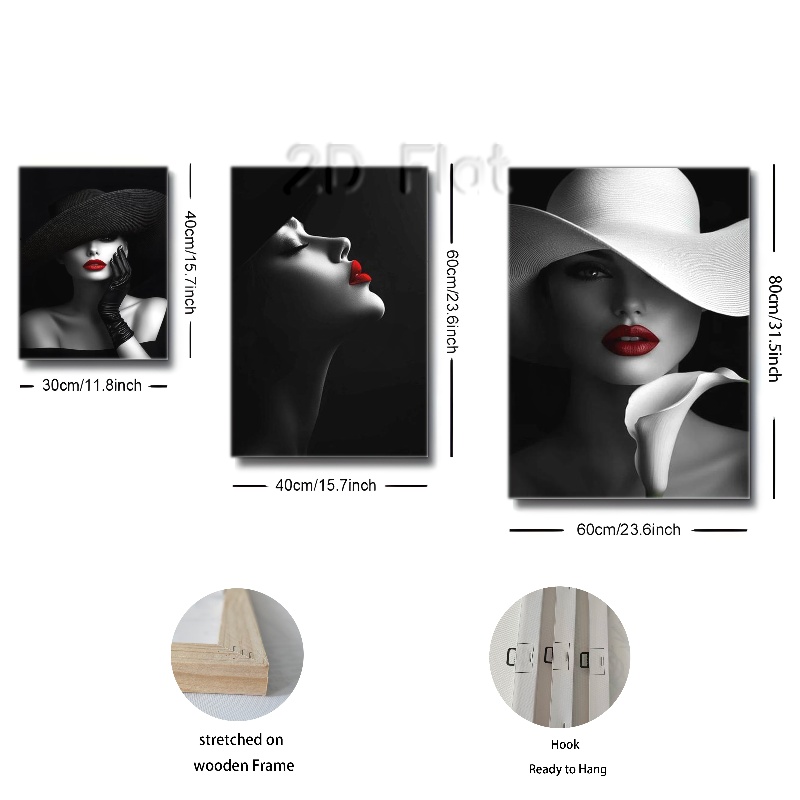 2D Flat
40cm/15.7inch
30cm/11.8inch
60cm/23.6inch
40cm/15.7inch
80cm/31.5inch
60cm/23.6inch
stretched on
wooden Frame
Hook
Ready to Hang